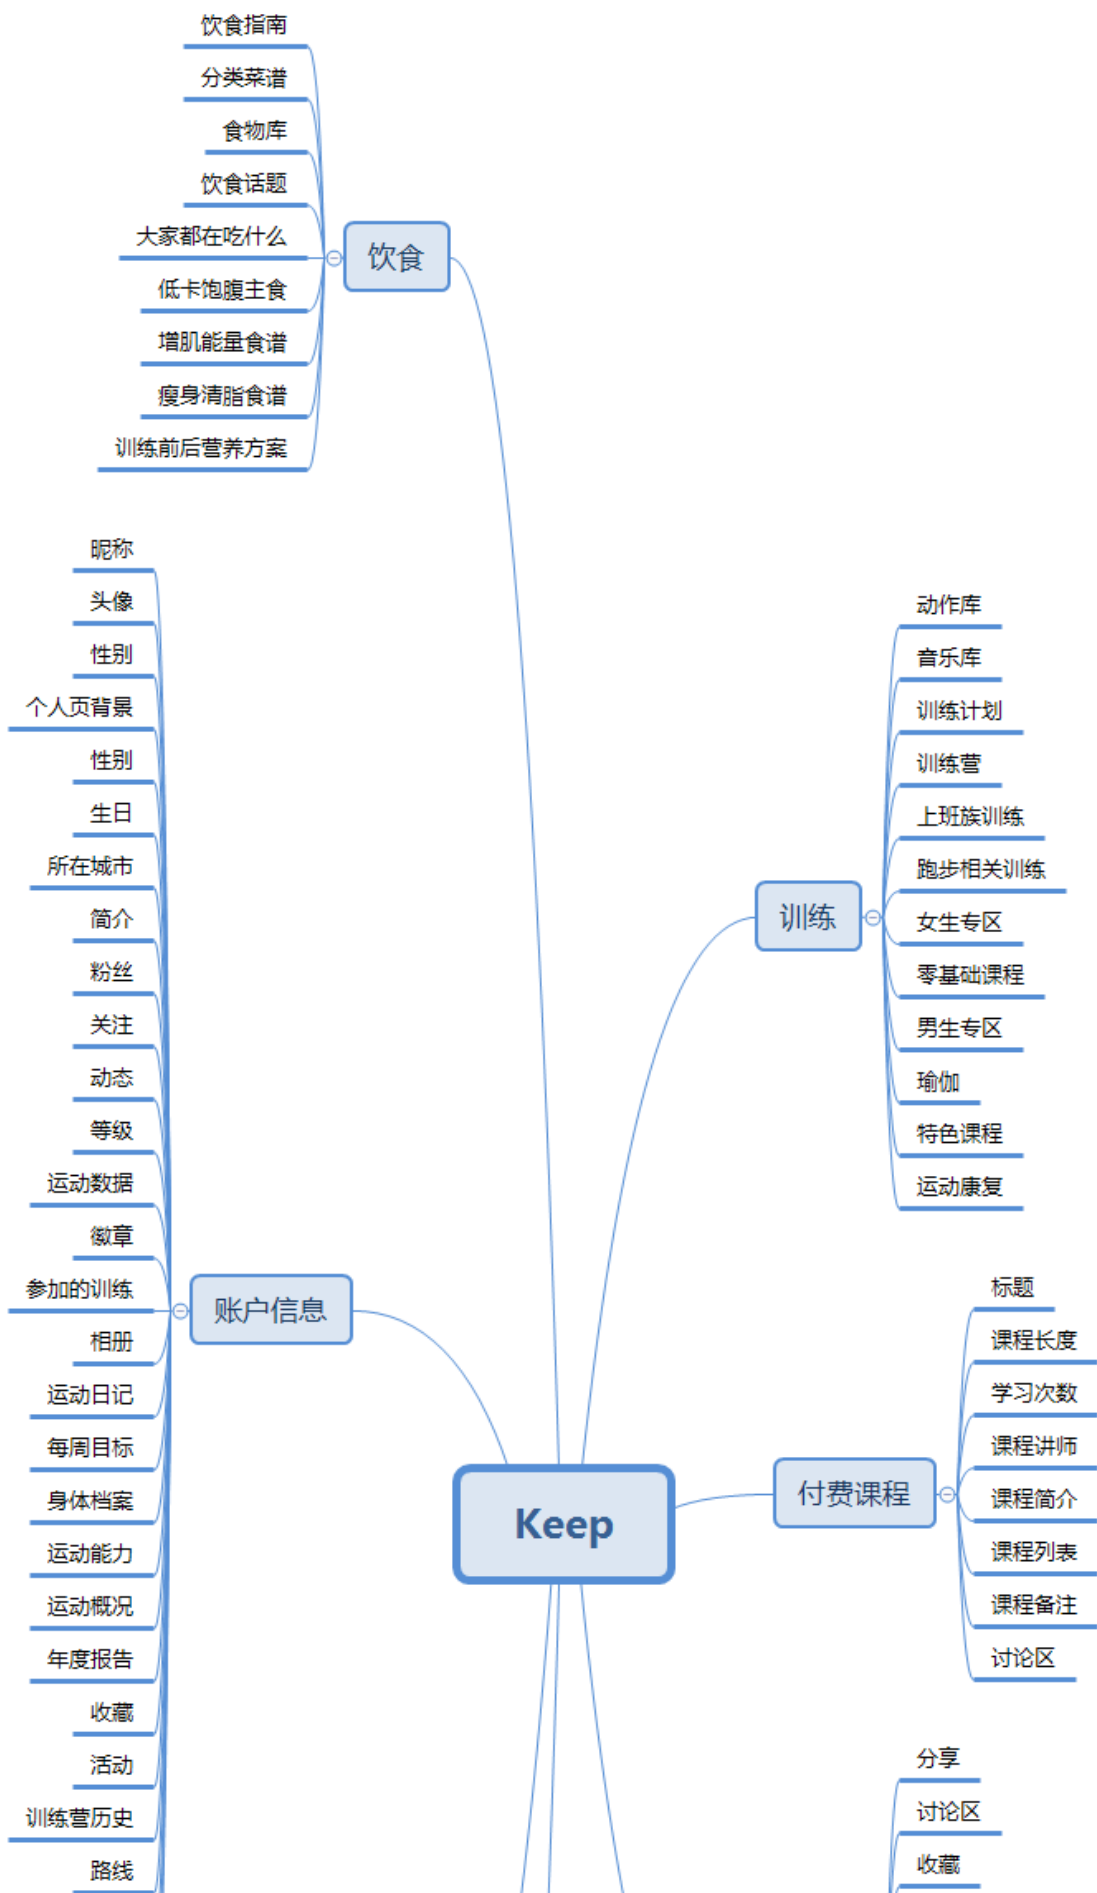 饮食指南
分类菜谱
食物库
饮食话题
大家都在吃什么
低卡饱腹主食
增肌能量食谱
瘦身清脂食谱
训练前后营养方案
饮食
昵称
头像
性别
个人页背景
性别
生日
所在城市
简介
粉丝
关注
动态
等级
运动数据
徽章
参加的训练
相册
运动日记
每周目标
身体档案
运动能力
运动概况
年度报告
收藏
活动
训练营历史
路线
账户信息
Keep
训练
动作库
音乐库
训练计划
训练营
上班族训练
跑步相关训练
女生专区
零基础课程
男生专区
瑜伽
特色课程
运动康复
付费课程
标题
课程长度
学习次数
课程讲师
课程简介
课程列表
课程备注
讨论区
分享
讨论区
收藏